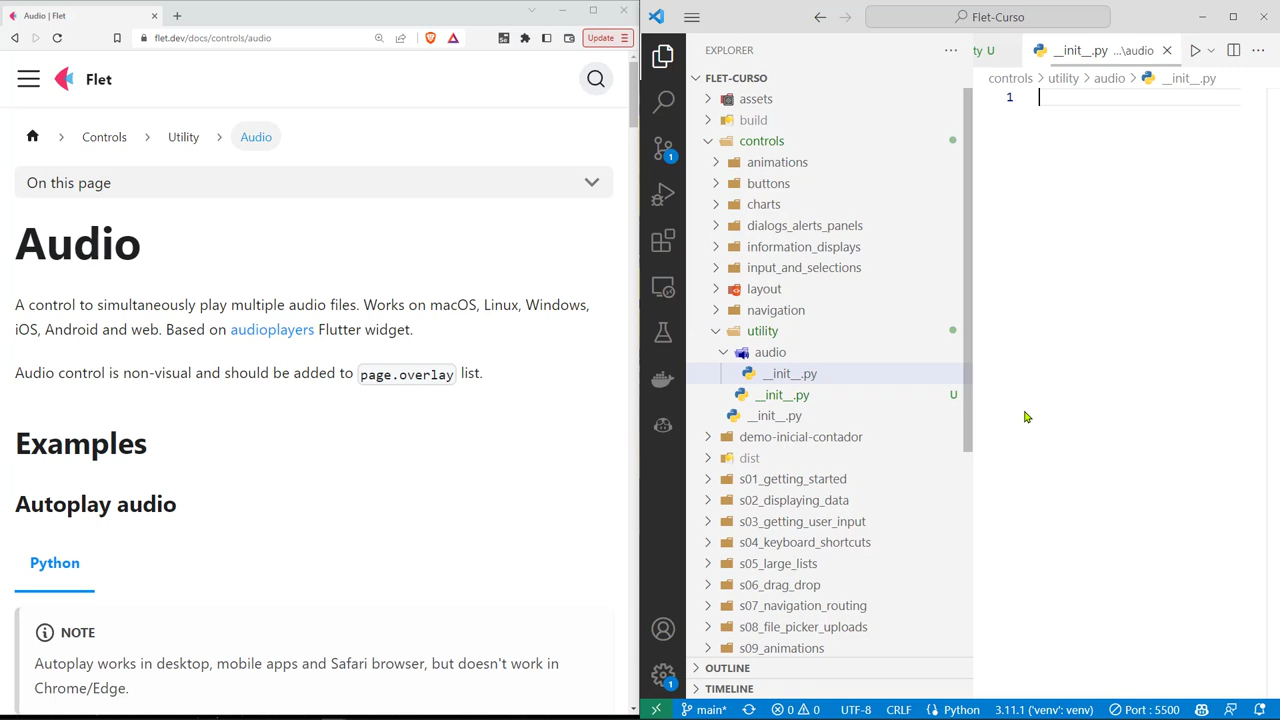 Audio | Flet
flet.dev/docs/controls/audio
Update
Flet
Controls
Utility
Audio
On this page
Audio
A control to simultaneously play multiple audio files. Works on macOS, Linux, Windows,
iOS, Android and web. Based on audioplayers Flutter widget.
Audio control is non-visual and should be added to page.overlay list.
Examples
Autoplay audio
Python
NOTE
Autoplay works in desktop, mobile apps and Safari browser, but doesn't work in
Chrome/Edge.
Flet-Curso
EXPLORER
FLET-CURSO
assets
build
controls
animations
buttons
charts
dialogs_alerts_panels
information_displays
input_and_selections
layout
navigation
utility
audio
__init__.py
__init__.py U
__init__.py
demo-inicial-contador
dist
s01_getting_started
s02_displaying_data
s03_getting_user_input
s04_keyboard_shortcuts
s05_large_lists
s06_drag_drop
s07_navigation_routing
s08_file_picker_uploads
s09_animations
OUTLINE
TIMELINE
1
1
ty U
__init__.py ...\audio
controls > utility > audio > __init__.py
1
main* 0 0 UTF-8 CRLF Python 3.11.1 ('venv': venv) Port : 5500